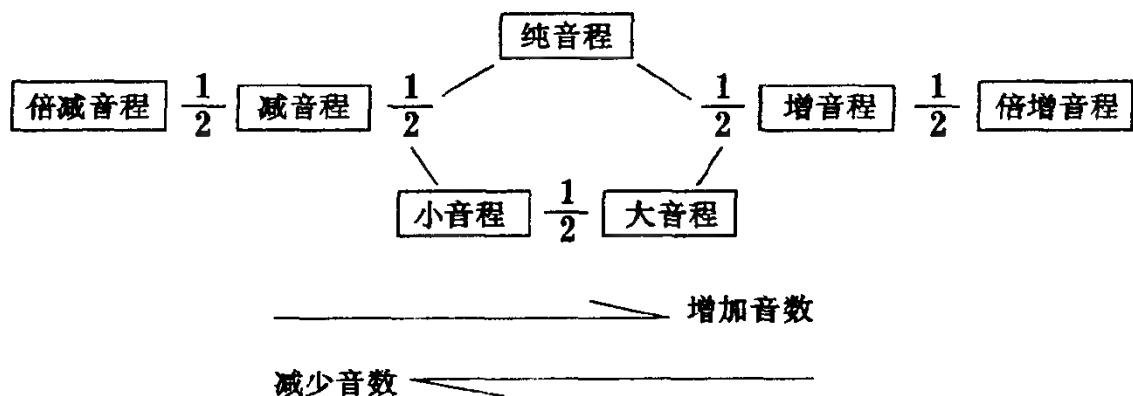 纯音程
倍减音程 1/2 减音程 1/2 1/2 增音程 1/2 倍增音程
小音程 1/2 大音程
增加音数
减少音数